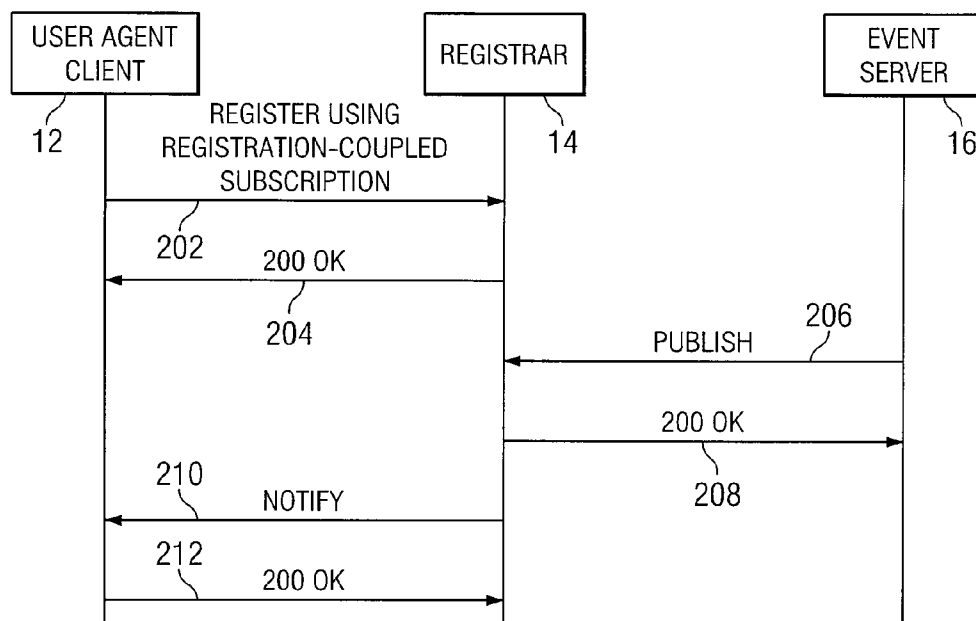 USER AGENT
CLIENT
REGISTRAR
EVENT
SERVER
12
14
16
REGISTER USING
REGISTRATION-COUPLED
SUBSCRIPTION
202
200 OK
204
206
PUBLISH
200 OK
208
210
NOTIFY
212
200 OK